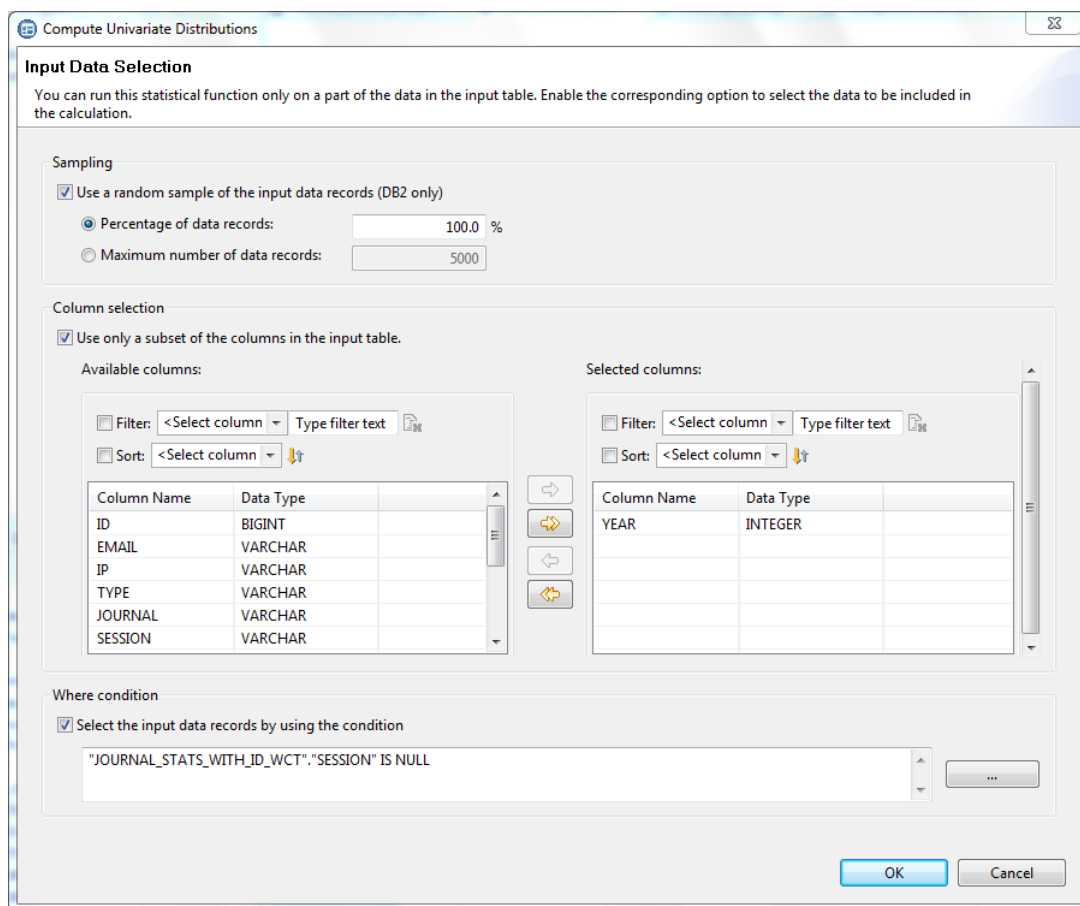 Compute Univariate Distributions
Input Data Selection
You can run this statistical function only on a part of the data in the input table. Enable the corresponding option to select the data to be included in
the calculation.
Sampling
Use a random sample of the input data records (DB2 only)
Percentage of data records: 100.0 %
Maximum number of data records: 5000
Column selection
Use only a subset of the columns in the input table.
Available columns:
Filter: <Select column Type filter text
Sort: <Select column
Column Name Data Type
ID BIGINT
EMAIL VARCHAR
IP VARCHAR
TYPE VARCHAR
JOURNAL VARCHAR
SESSION VARCHAR
Selected columns:
Filter: <Select column Type filter text
Sort: <Select column
Column Name Data Type
YEAR INTEGER
Where condition
Select the input data records by using the condition
"JOURNAL_STATS_WITH_ID_WCT"."SESSION" IS NULL
...
OK Cancel